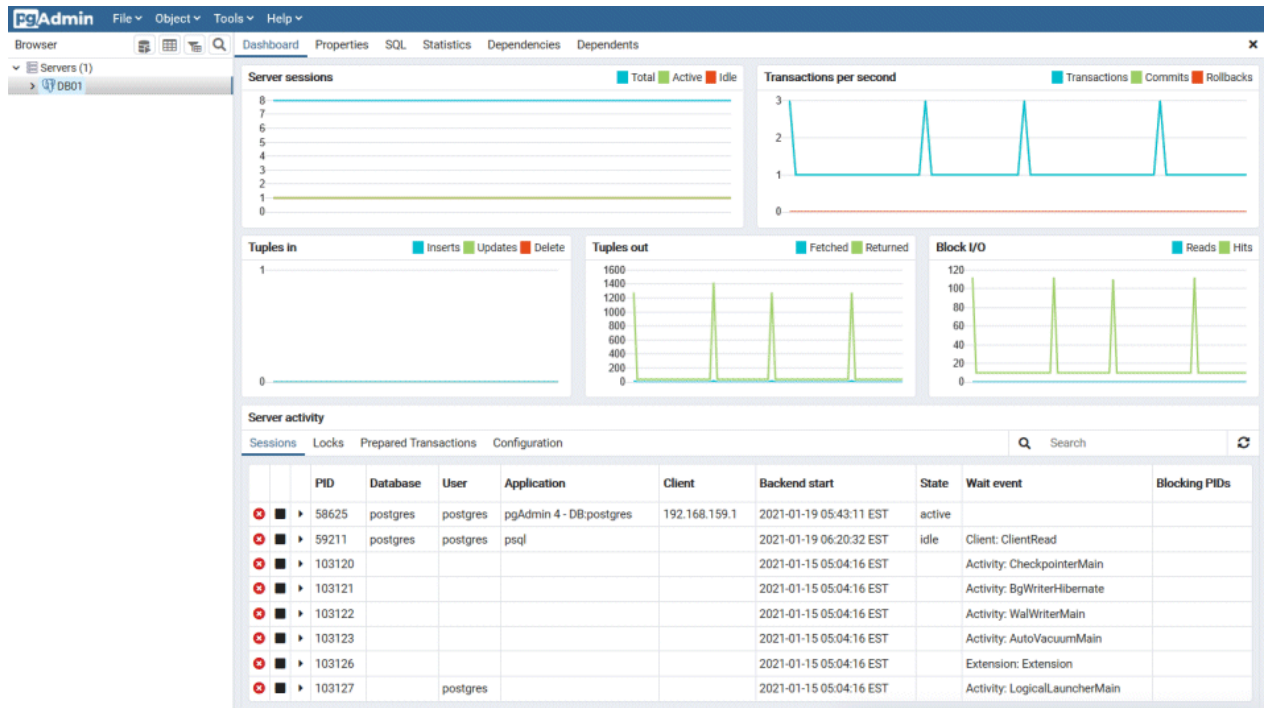 pgAdmin File Object Tools Help
Browser
Dashboard Properties SQL Statistics Dependencies Dependents
Servers (1)
DB01
Server sessions
Total Active Idle
8
7
6
5
4
3
2
1
0
Transactions per second
Transactions Commits Rollbacks
3
2
1
0
Tuples in
Inserts Updates Delete
1
0
Tuples out
Fetched Returned
1600
1400
1200
1000
800
600
400
200
0
Block I/O
Reads Hits
120
100
80
60
40
20
0
Server activity
Sessions Locks Prepared Transactions Configuration Search
PID Database User Application Client Backend start State Wait event Blocking PIDs
58625 postgres postgres pgAdmin 4 - DB:postgres 192.168.159.1 2021-01-19 05:43:11 EST active
59211 postgres postgres psql 2021-01-19 06:20:32 EST idle Client: ClientRead
103120 2021-01-15 05:04:16 EST Activity: CheckpointerMain
103121 2021-01-15 05:04:16 EST Activity: BgWriterHibernate
103122 2021-01-15 05:04:16 EST Activity: WalWriterMain
103123 2021-01-15 05:04:16 EST Activity: AutoVacuumMain
103126 2021-01-15 05:04:16 EST Extension: Extension
103127 postgres 2021-01-15 05:04:16 EST Activity: LogicalLauncherMain